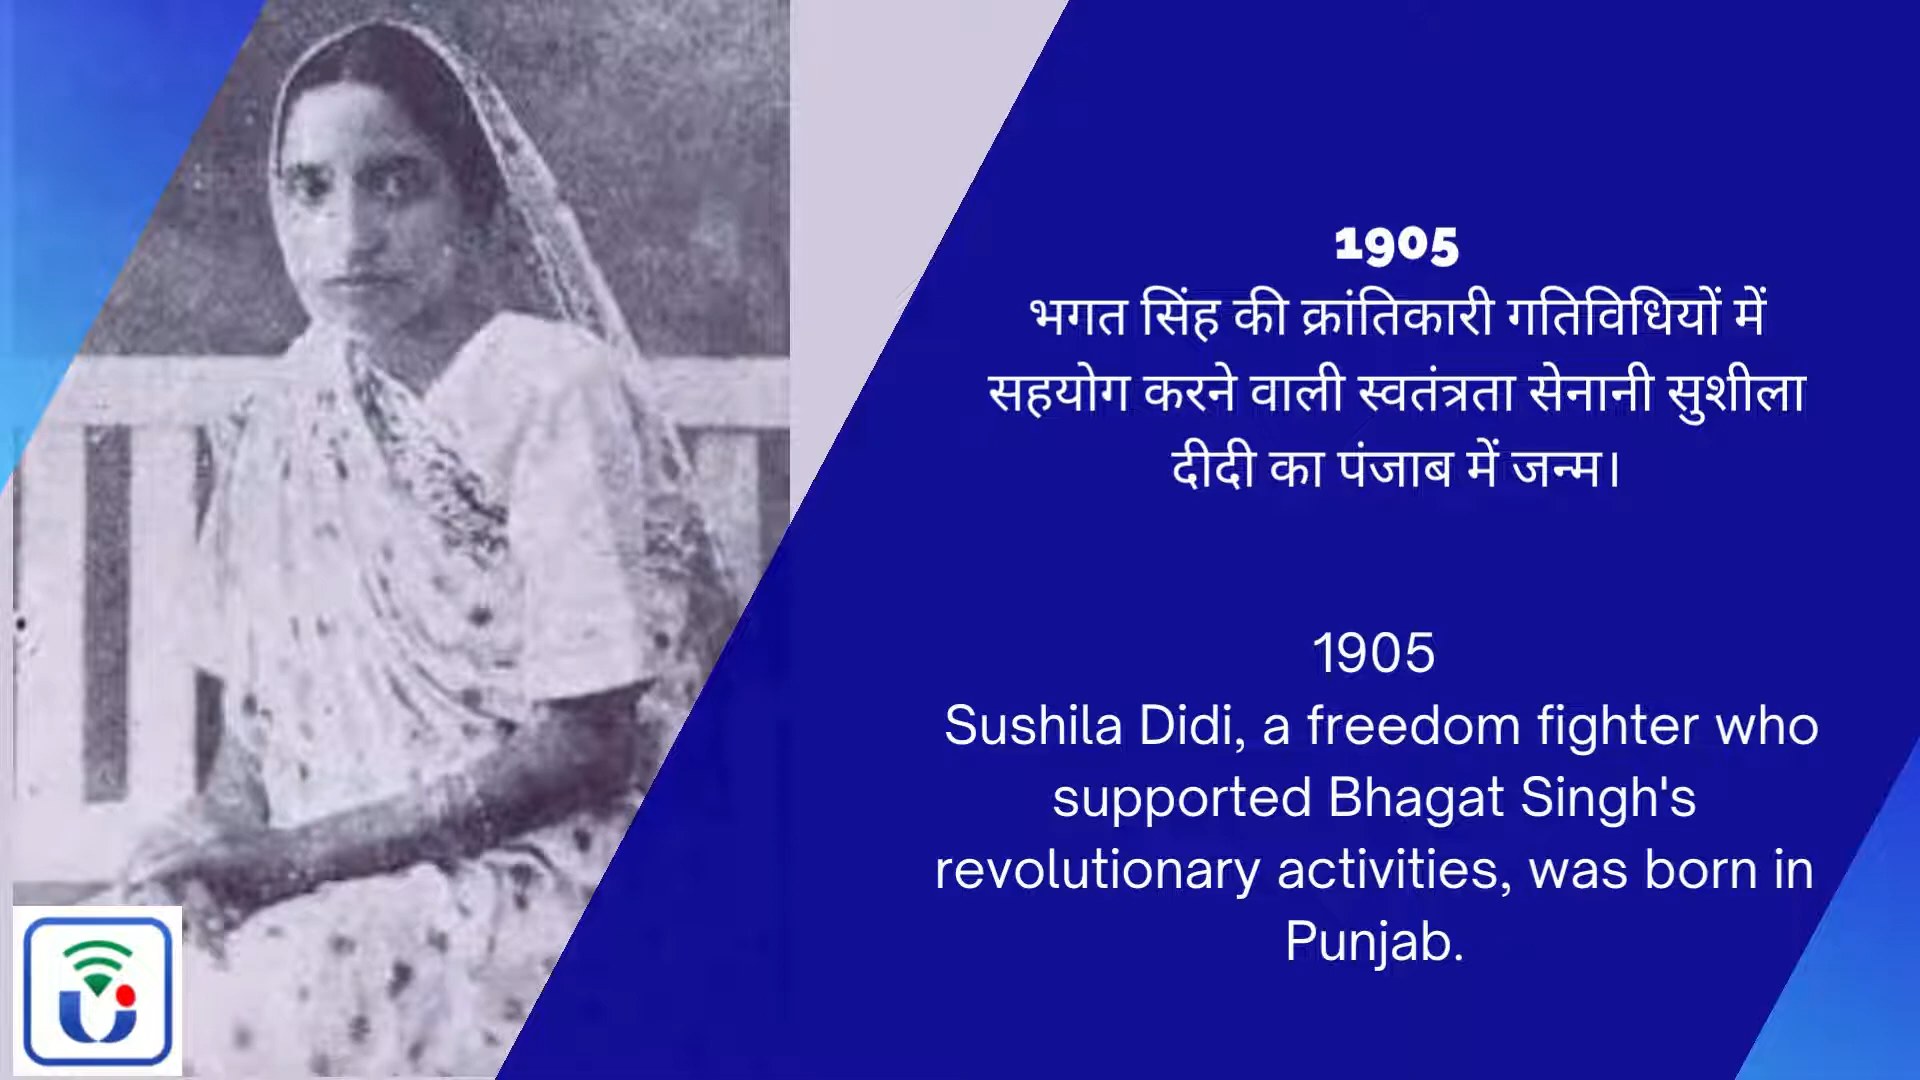 1905
भगत सिंह की क्रांतिकारी गतिविधियों में
सहयोग करने वाली स्वतंत्रता सेनानी सुशीला
दीदी का पंजाब में जन्म।
1905
Sushila Didi, a freedom fighter who
supported Bhagat Singh's
revolutionary activities, was born in
Punjab.